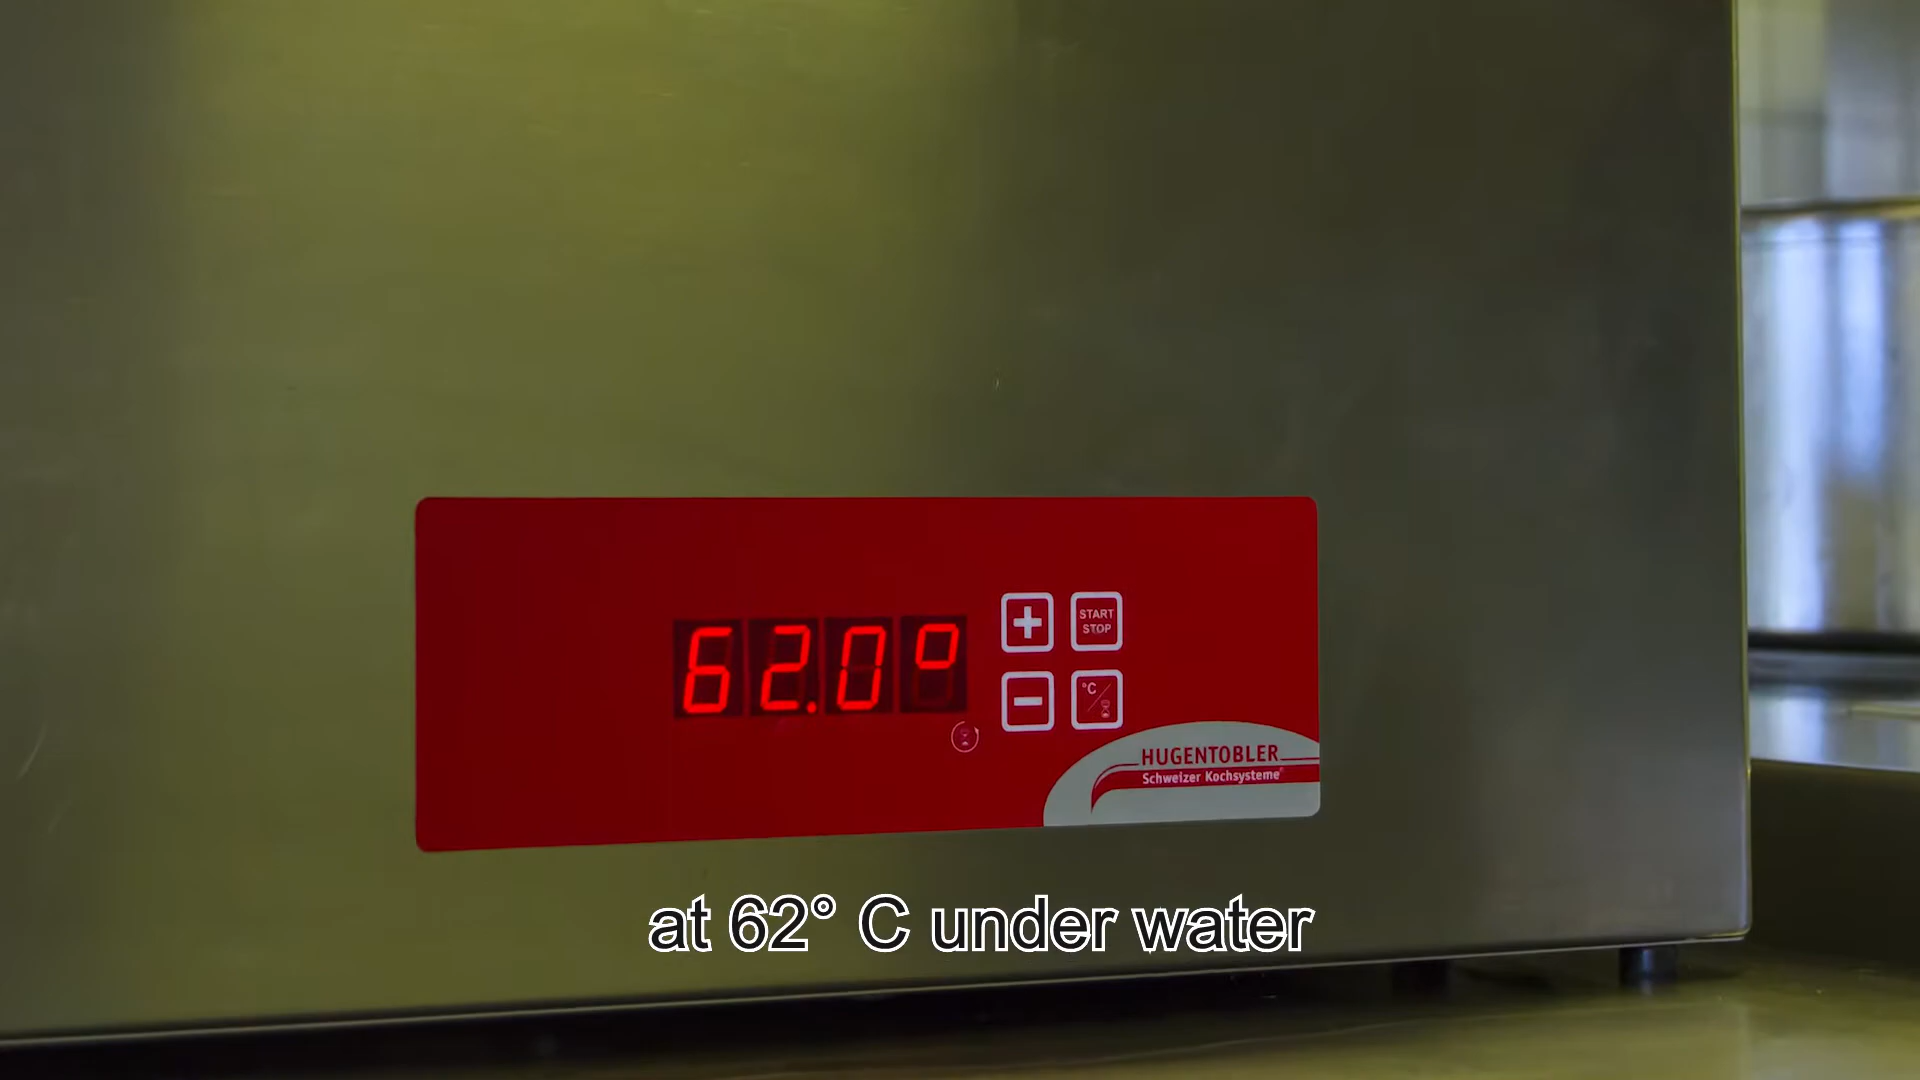 62.0°
+
START
STOP
-
°C
HUGENTOBLER
Schweizer Kochsysteme
at 62° C under water